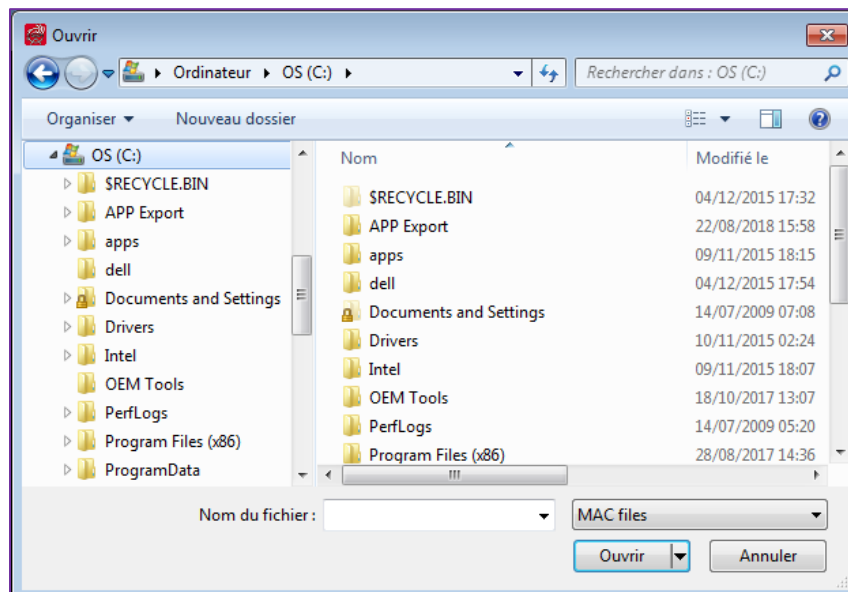 Ouvrir
Ordinateur OS (C:)
Rechercher dans : OS (C:)
Organiser
Nouveau dossier
OS (C:)
$RECYCLE.BIN
APP Export
apps
dell
Documents and Settings
Drivers
Intel
OEM Tools
PerfLogs
Program Files (x86)
ProgramData
Nom Modifié le
$RECYCLE.BIN 04/12/2015 17:32
APP Export 22/08/2018 15:58
apps 09/11/2015 18:15
dell 04/12/2015 17:54
Documents and Settings 14/07/2009 07:08
Drivers 10/11/2015 02:24
Intel 09/11/2015 18:07
OEM Tools 18/10/2017 13:07
PerfLogs 14/07/2009 05:20
Program Files (x86) 28/08/2017 14:36
Nom du fichier :
MAC files
Ouvrir
Annuler